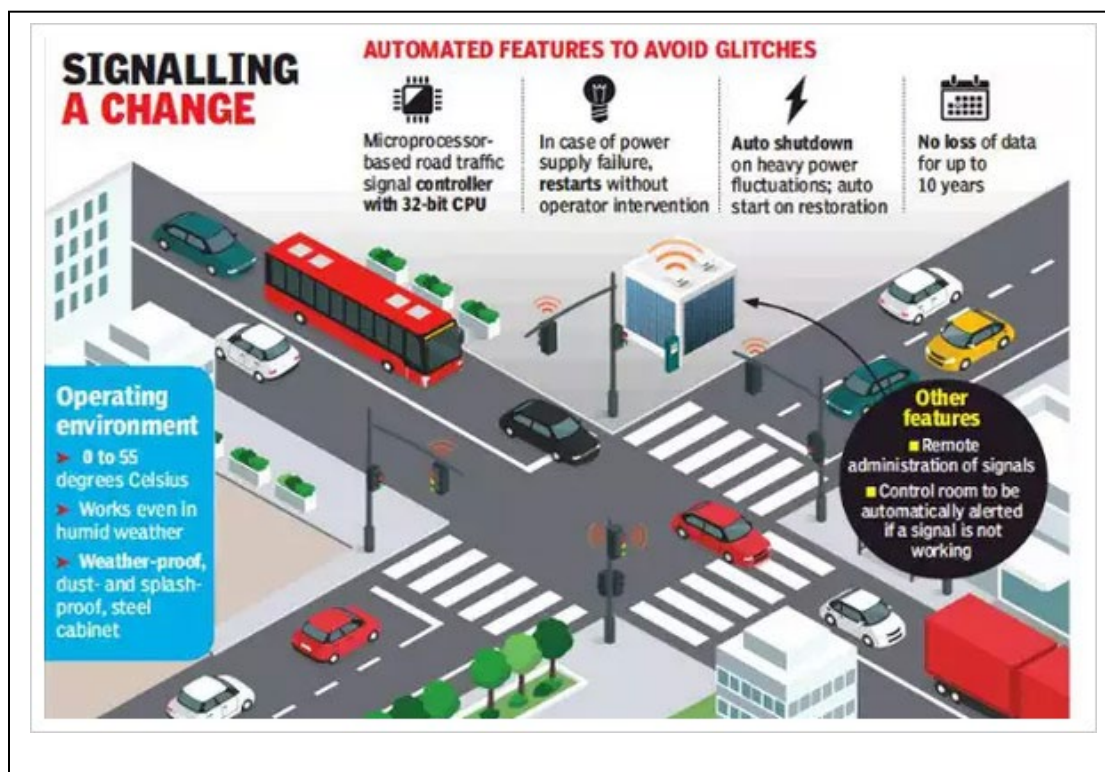 SIGNALLING
A CHANGE
AUTOMATED FEATURES TO AVOID GLITCHES
Microprocessor-
based road traffic
signal controller
with 32-bit CPU
In case of power
supply failure,
restarts without
operator intervention
Auto shutdown
on heavy power
fluctuations; auto
start on restoration
No loss of data
for up to
10 years
Operating
environment
➤ 0 to 55
degrees Celsius
➤ Works even in
humid weather
➤ Weather-proof,
dust- and splash-
proof, steel
cabinet
Other
features
■ Remote
administration of signals
■ Control room to be
automatically alerted
if a signal is not
working